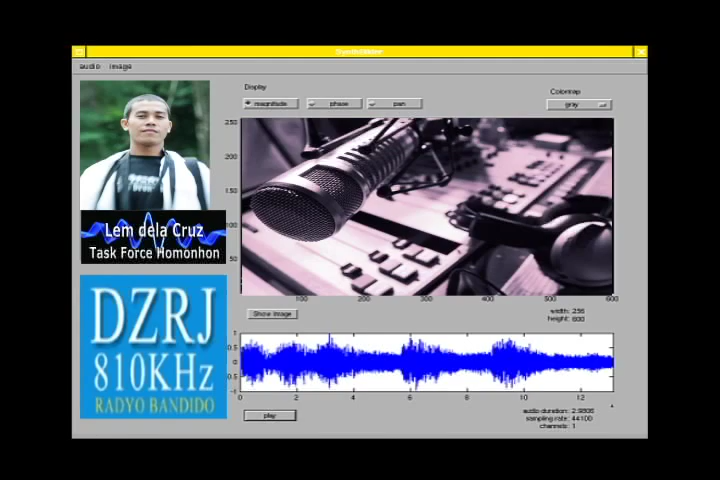 audio image
Display
magnitude phase pan
Colormap
gray
250
200
150
100
50
100 200 300 400 500 600
Lem dela Cruz
Task Force Homonhon
Show image
width: 256
height: 600
DZRJ
810KHz
RADYO BANDIDO
1
0.5
0
-0.5
-1
0 2 4 6 8 10 12
play
audio duration: 2.9806
sampling rate: 44100
channels: 1